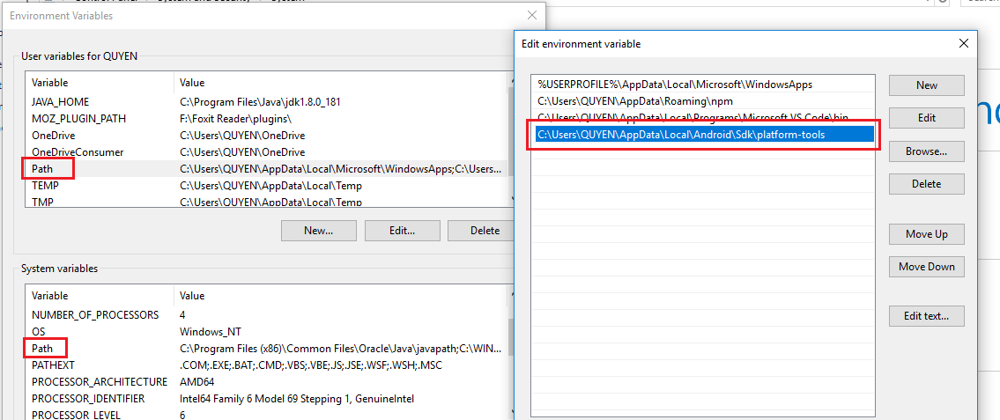 Environment Variables
User variables for QUYEN
Variable Value
JAVA_HOME C:\Program Files\Java\jdk1.8.0_181
MOZ_PLUGIN_PATH F:\Foxit Reader\plugins\
OneDrive C:\Users\QUYEN\OneDrive
OneDriveConsumer C:\Users\QUYEN\OneDrive
Path C:\Users\QUYEN\AppData\Local\Microsoft\WindowsApps;C:\Users...
TEMP C:\Users\QUYEN\AppData\Local\Temp
TMP C:\Users\QUYEN\AppData\Local\Temp
New... Edit... Delete
System variables
Variable Value
NUMBER_OF_PROCESSORS 4
OS Windows_NT
Path C:\Program Files (x86)\Common Files\Oracle\Java\javapath;C:\WIN...
PATHEXT .COM;.EXE;.BAT;.CMD;.VBS;.VBE;.JS;.JSE;.WSF;.WSH;.MSC
PROCESSOR_ARCHITECTURE AMD64
PROCESSOR_IDENTIFIER Intel64 Family 6 Model 69 Stepping 1, GenuineIntel
PROCESSOR_LEVEL 6
Edit environment variable
%USERPROFILE%\AppData\Local\Microsoft\WindowsApps
C:\Users\QUYEN\AppData\Roaming\npm
C:\Users\QUYEN\AppData\Local\Programs\Microsoft VS Code\bin
C:\Users\QUYEN\AppData\Local\Android\Sdk\platform-tools
New
Edit
Browse...
Delete
Move Up
Move Down
Edit text...